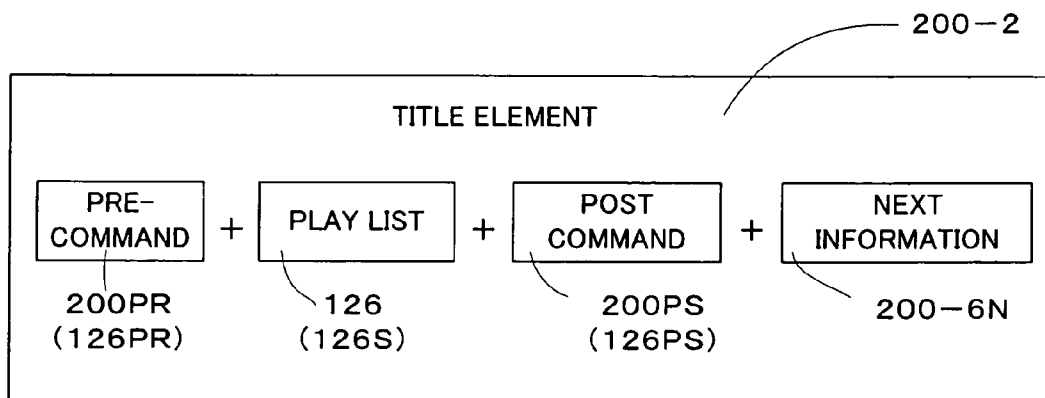 200-2
TITLE ELEMENT
PRE-
COMMAND
+
PLAY LIST
+
POST
COMMAND
+
NEXT
INFORMATION
200PR
(126PR)
126
(126S)
200PS
(126PS)
200-6N